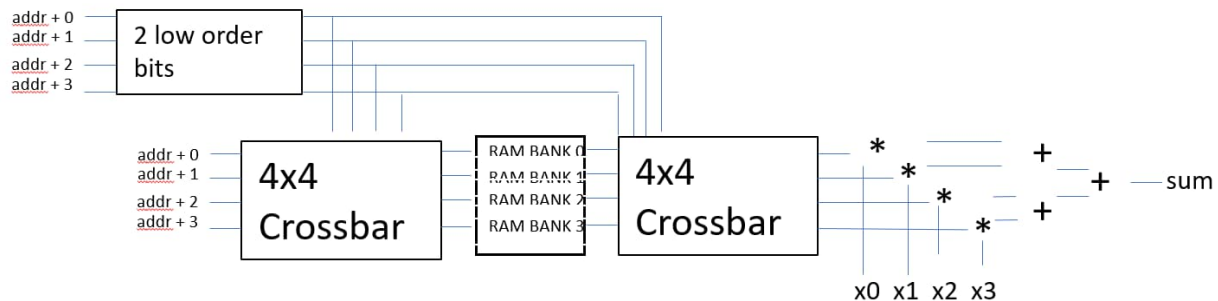 addr + 0
addr + 1
addr + 2
addr + 3
2 low order
bits
addr + 0
addr + 1
addr + 2
addr + 3
4x4
Crossbar
RAM BANK 0
RAM BANK 1
RAM BANK 2
RAM BANK 3
4x4
Crossbar
*
*
*
*
+
+
+
sum
x0 x1 x2 x3